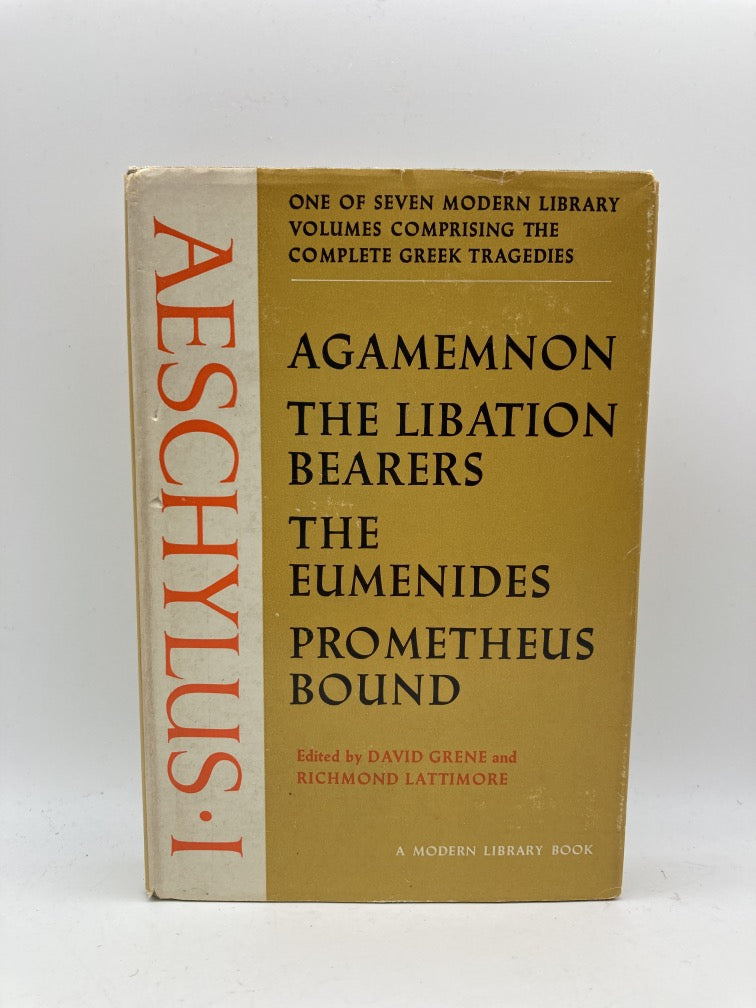 AESCHYLUS · I
ONE OF SEVEN MODERN LIBRARY
VOLUMES COMPRISING THE
COMPLETE GREEK TRAGEDIES
AGAMEMNON
THE LIBATION
BEARERS
THE
EUMENIDES
PROMETHEUS
BOUND
Edited by DAVID GRENE and
RICHMOND LATTIMORE
A MODERN LIBRARY BOOK